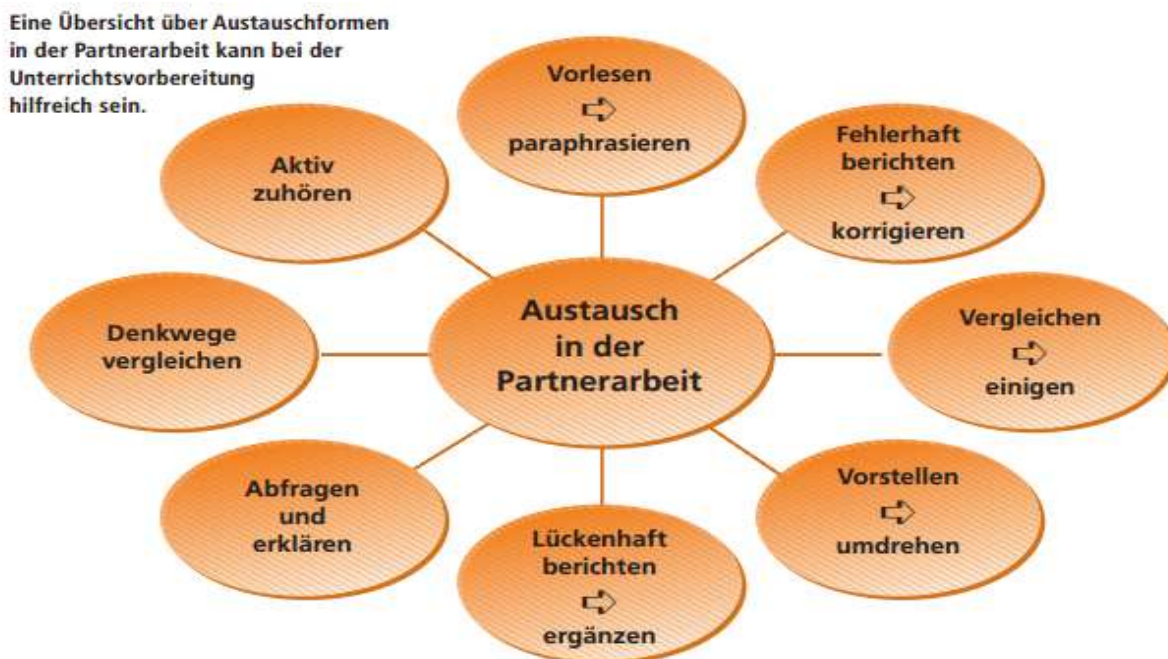 Eine Übersicht über Austauschformen
in der Partnerarbeit kann bei der
Unterrichtsvorbereitung
hilfreich sein.
Vorlesen
➪
paraphrasieren
Fehlerhaft
berichten
➪
korrigieren
Vergleichen
➪
einigen
Vorstellen
➪
umdrehen
Lückenhaft
berichten
➪
ergänzen
Abfragen
und
erklären
Denkwege
vergleichen
Aktiv
zuhören
Austausch
in der
Partnerarbeit